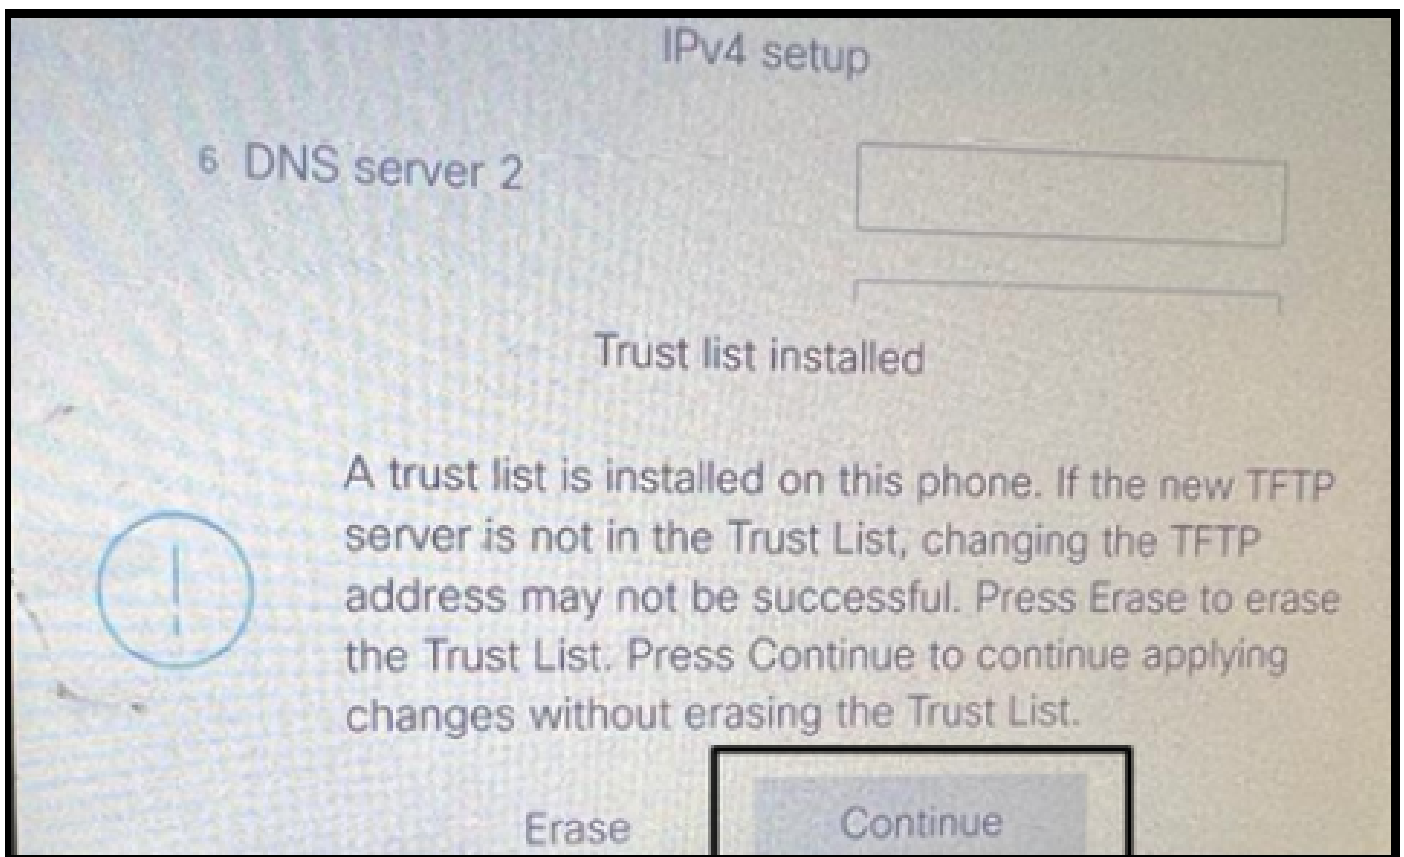 IPv4 setup
6 DNS server 2
Trust list installed
A trust list is installed on this phone. If the new TFTP
server is not in the Trust List, changing the TFTP
address may not be successful. Press Erase to erase
the Trust List. Press Continue to continue applying
changes without erasing the Trust List.
Erase Continue